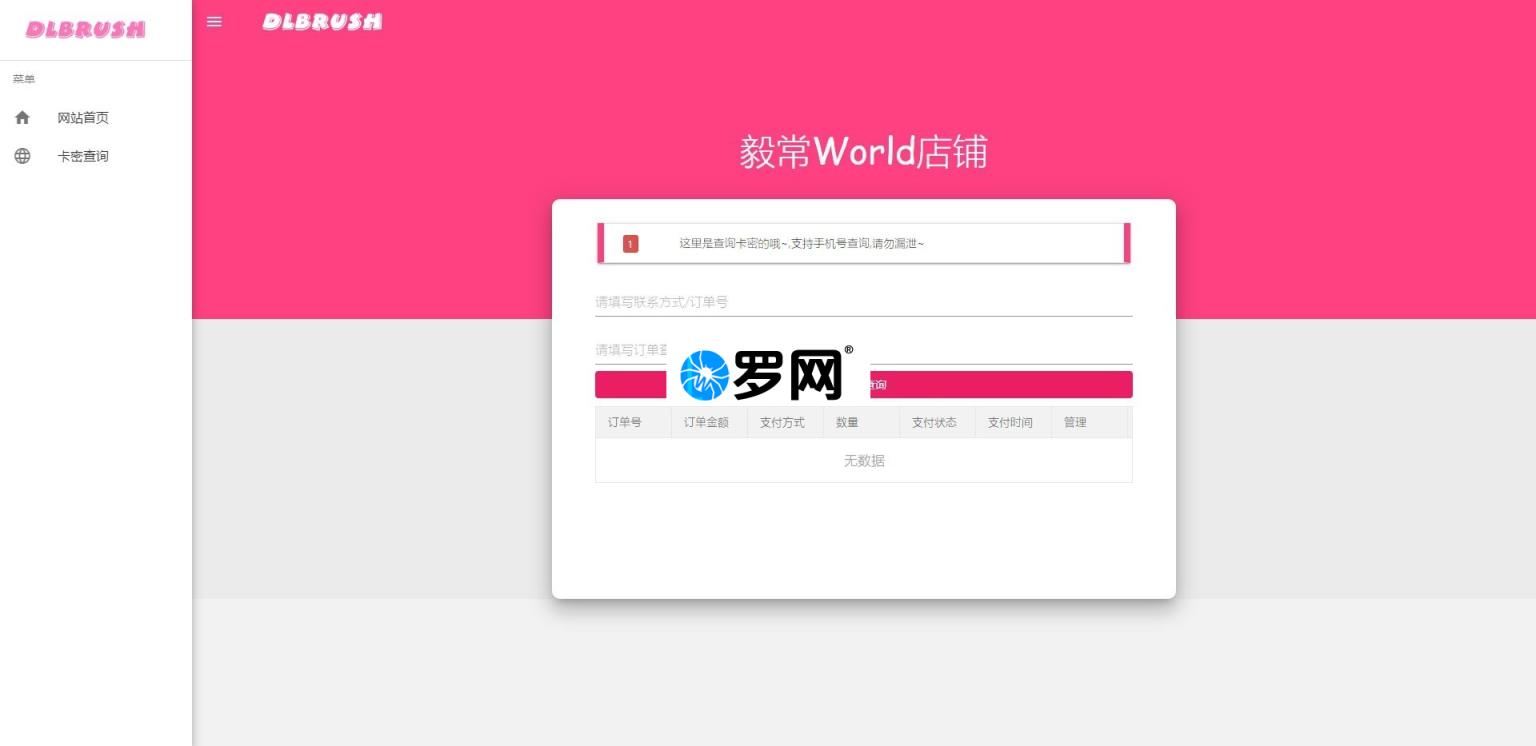 DLBRUSH
菜单
网站首页
卡密查询
DLBRUSH
毅常World店铺
1 这里是查询卡密的哦~,支持手机号查询,请勿漏泄~
请填写联系方式/订单号
请填写订单
罗网®
查询
订单号 订单金额 支付方式 数量 支付状态 支付时间 管理
无数据